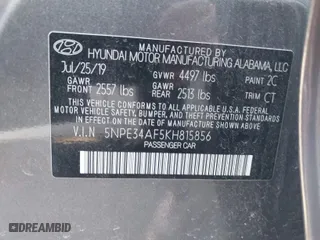 MANUFACTURED BY
HYUNDAI MOTOR MANUFACTURING ALABAMA, LLC
Jul/25/19 GVWR 4497 lbs PAINT 2C
GAWR FRONT 2557 lbs GAWR REAR 2513 lbs TRIM CT
THIS VEHICLE CONFORMS TO ALL APPLICABLE U.S.A. FEDERAL
MOTOR VEHICLE SAFETY, BUMPER, AND THEFT PREVENTION
STANDARDS IN EFFECT ON THE DATE OF MANUFACTURE SHOWN ABOVE.
V.I.N 5NPE34AF5KH815856
PASSENGER CAR
DREAMBID.COM